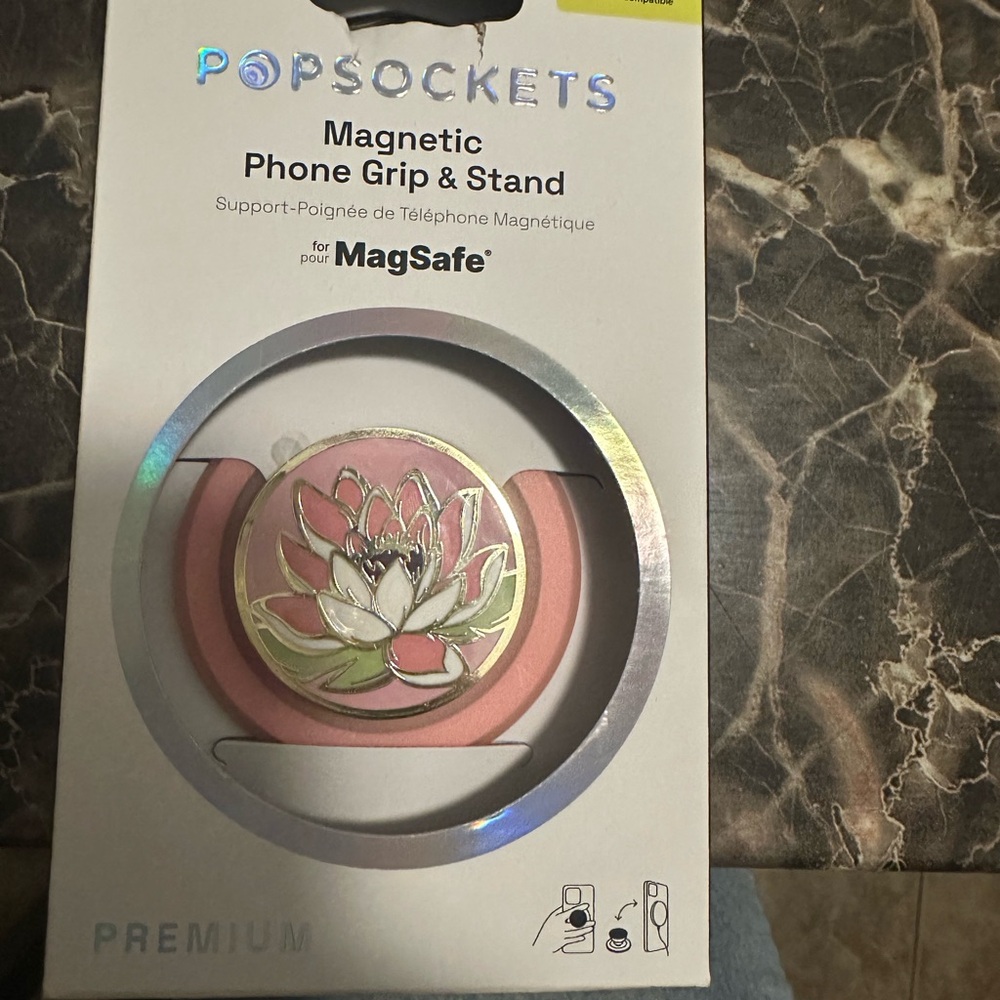 POPSOCKETS
Magnetic
Phone Grip & Stand
Support-Poignée de Téléphone Magnétique
for
pour MagSafe®
PREMIUM